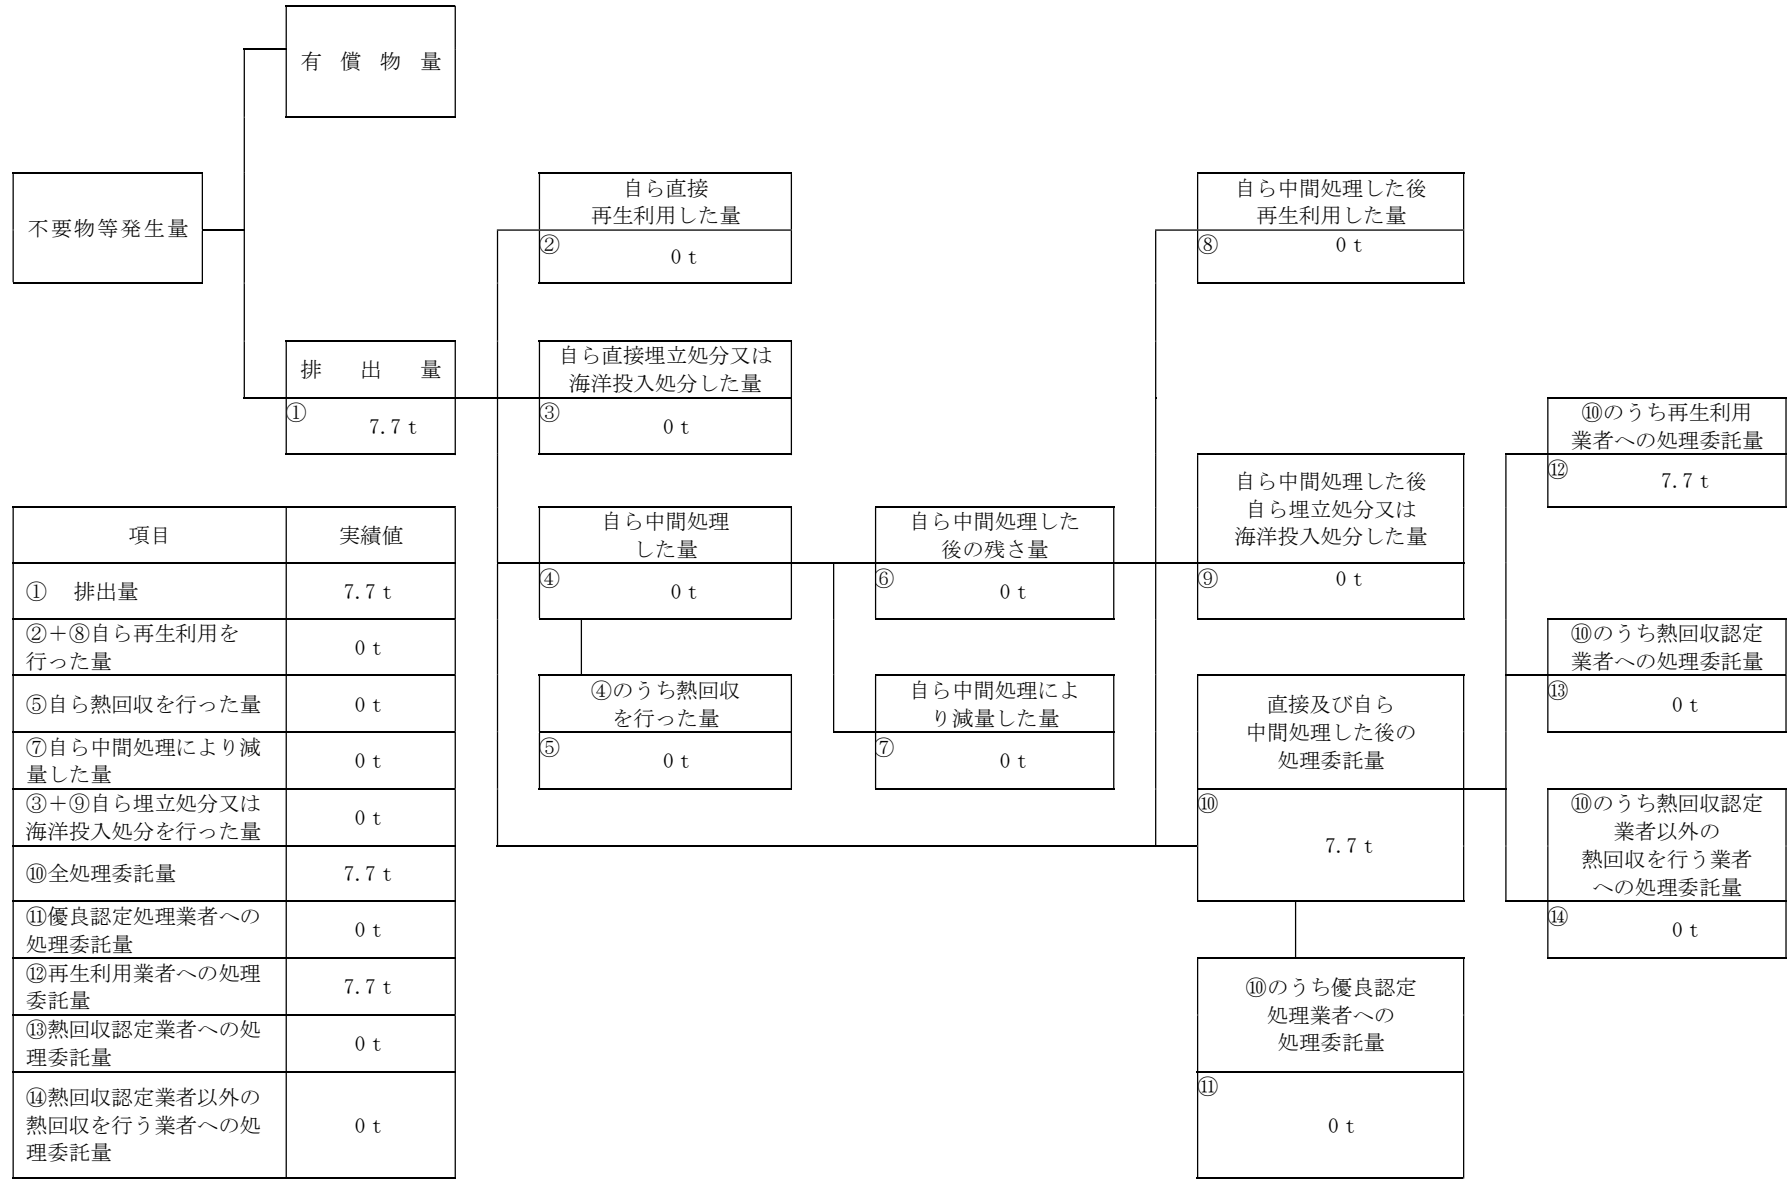 有償物量
不要物等発生量
自ら直接
再生利用した量
②
0 t
自ら中間処理した後
再生利用した量
⑧
0 t
排出量
①
7.7 t
自ら直接埋立処分又は
海洋投入処分した量
③
0 t
⑩のうち再生利用
業者への処理委託量
⑫
7.7 t
自ら中間処理
した量
④
0 t
自ら中間処理した
後の残さ量
⑥
0 t
自ら中間処理した後
自ら埋立処分又は
海洋投入処分した量
⑨
0 t
⑩のうち熱回収認定
業者への処理委託量
⑬
0 t
④のうち熱回収
を行った量
⑤
0 t
自ら中間処理によ
り減量した量
⑦
0 t
直接及び自ら
中間処理した後の
処理委託量
⑩
7.7 t
⑩のうち熱回収認定
業者以外の
熱回収を行う業者
への処理委託量
⑭
0 t
⑩のうち優良認定
処理業者への
処理委託量
⑪
0 t
項目 実績値
① 排出量 7.7 t
②＋⑧自ら再生利用を
行った量
0 t
⑤自ら熱回収を行った量 0 t
⑦自ら中間処理により減
量した量
0 t
③＋⑨自ら埋立処分又は
海洋投入処分を行った量
0 t
⑩全処理委託量 7.7 t
⑪優良認定処理業者への
処理委託量
0 t
⑫再生利用業者への処理
委託量
7.7 t
⑬熱回収認定業者への処
理委託量
0 t
⑭熱回収認定業者以外の
熱回収を行う業者への処
理委託量
0 t